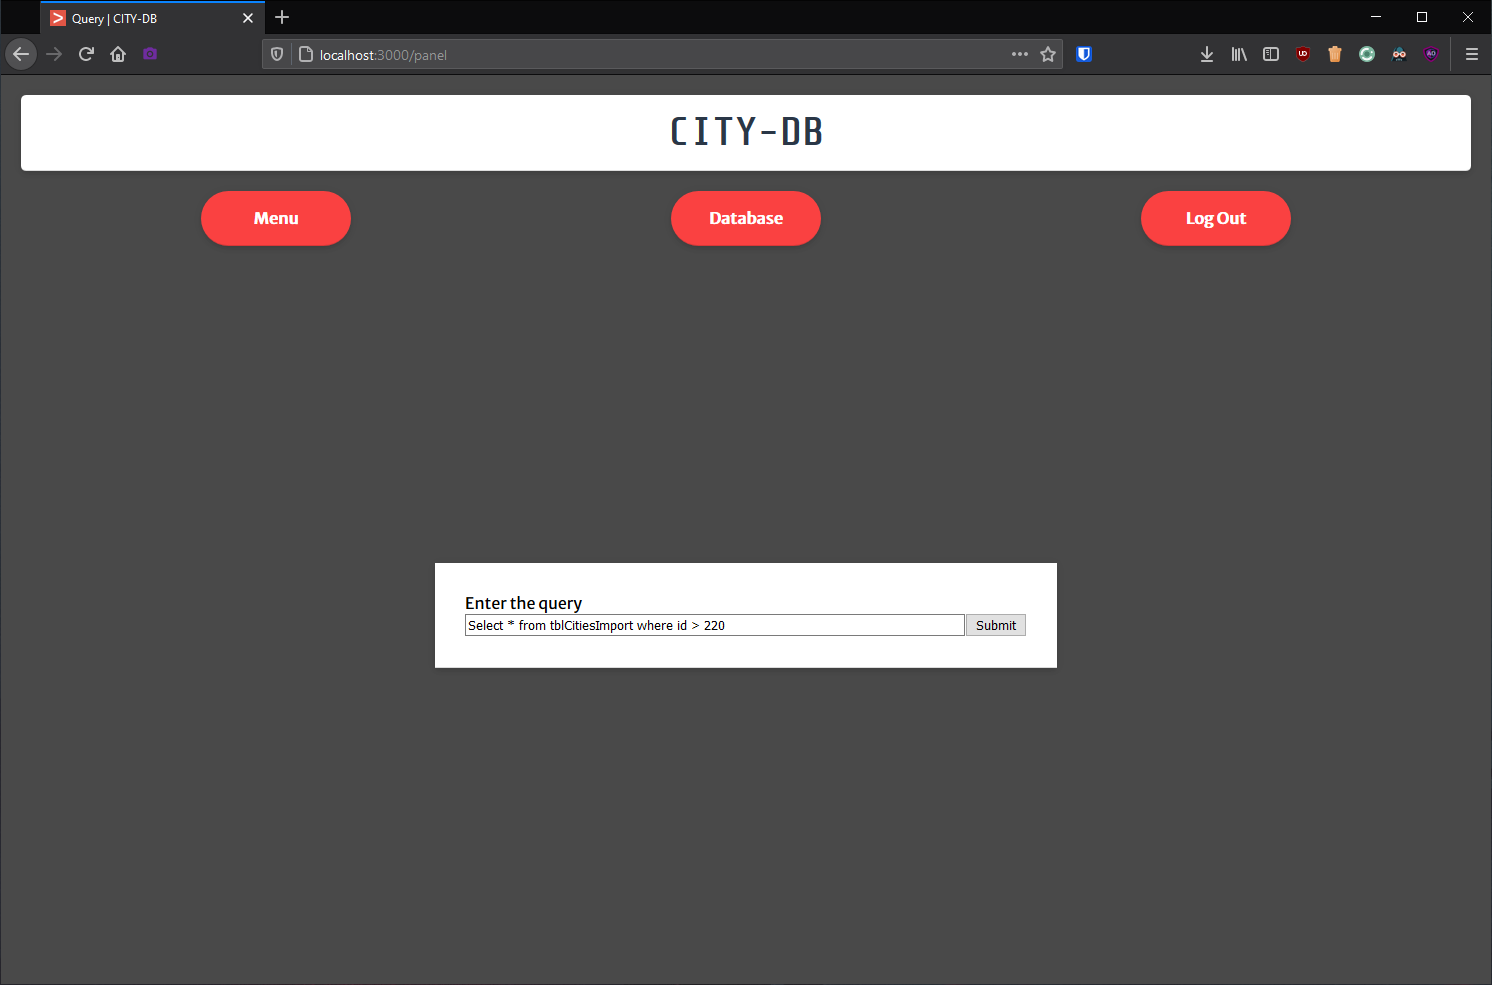 Query | CITY-DB
localhost:3000/panel
CITY-DB
Menu
Database
Log Out
Enter the query
Select * from tblCitiesImport where id > 220
Submit